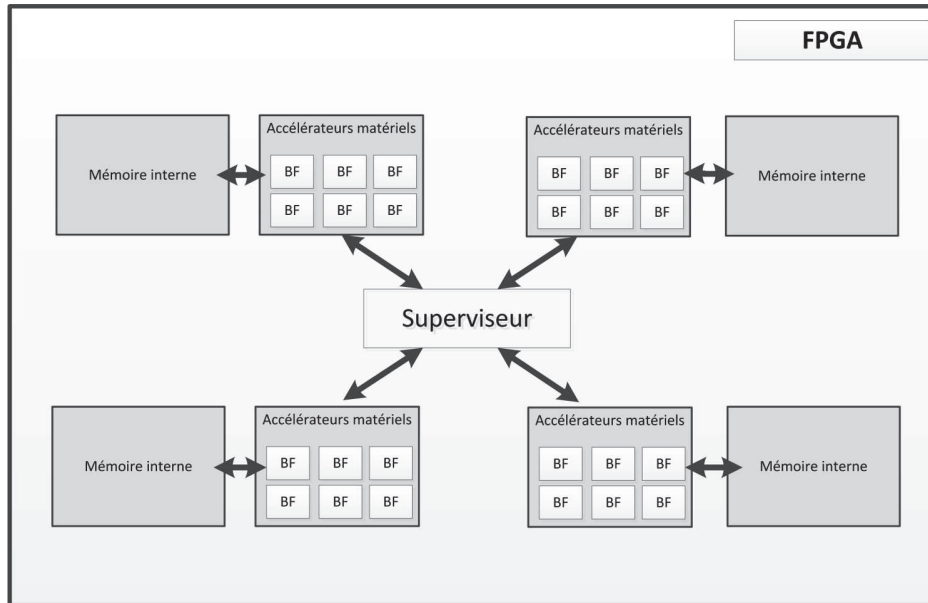 FPGA
Accélérateurs matériels
Mémoire interne
BF BF BF
BF BF BF
Accélérateurs matériels
BF BF BF
BF BF BF
Mémoire interne
Superviseur
Mémoire interne
Accélérateurs matériels
BF BF BF
BF BF BF
Accélérateurs matériels
BF BF BF
BF BF BF
Mémoire interne